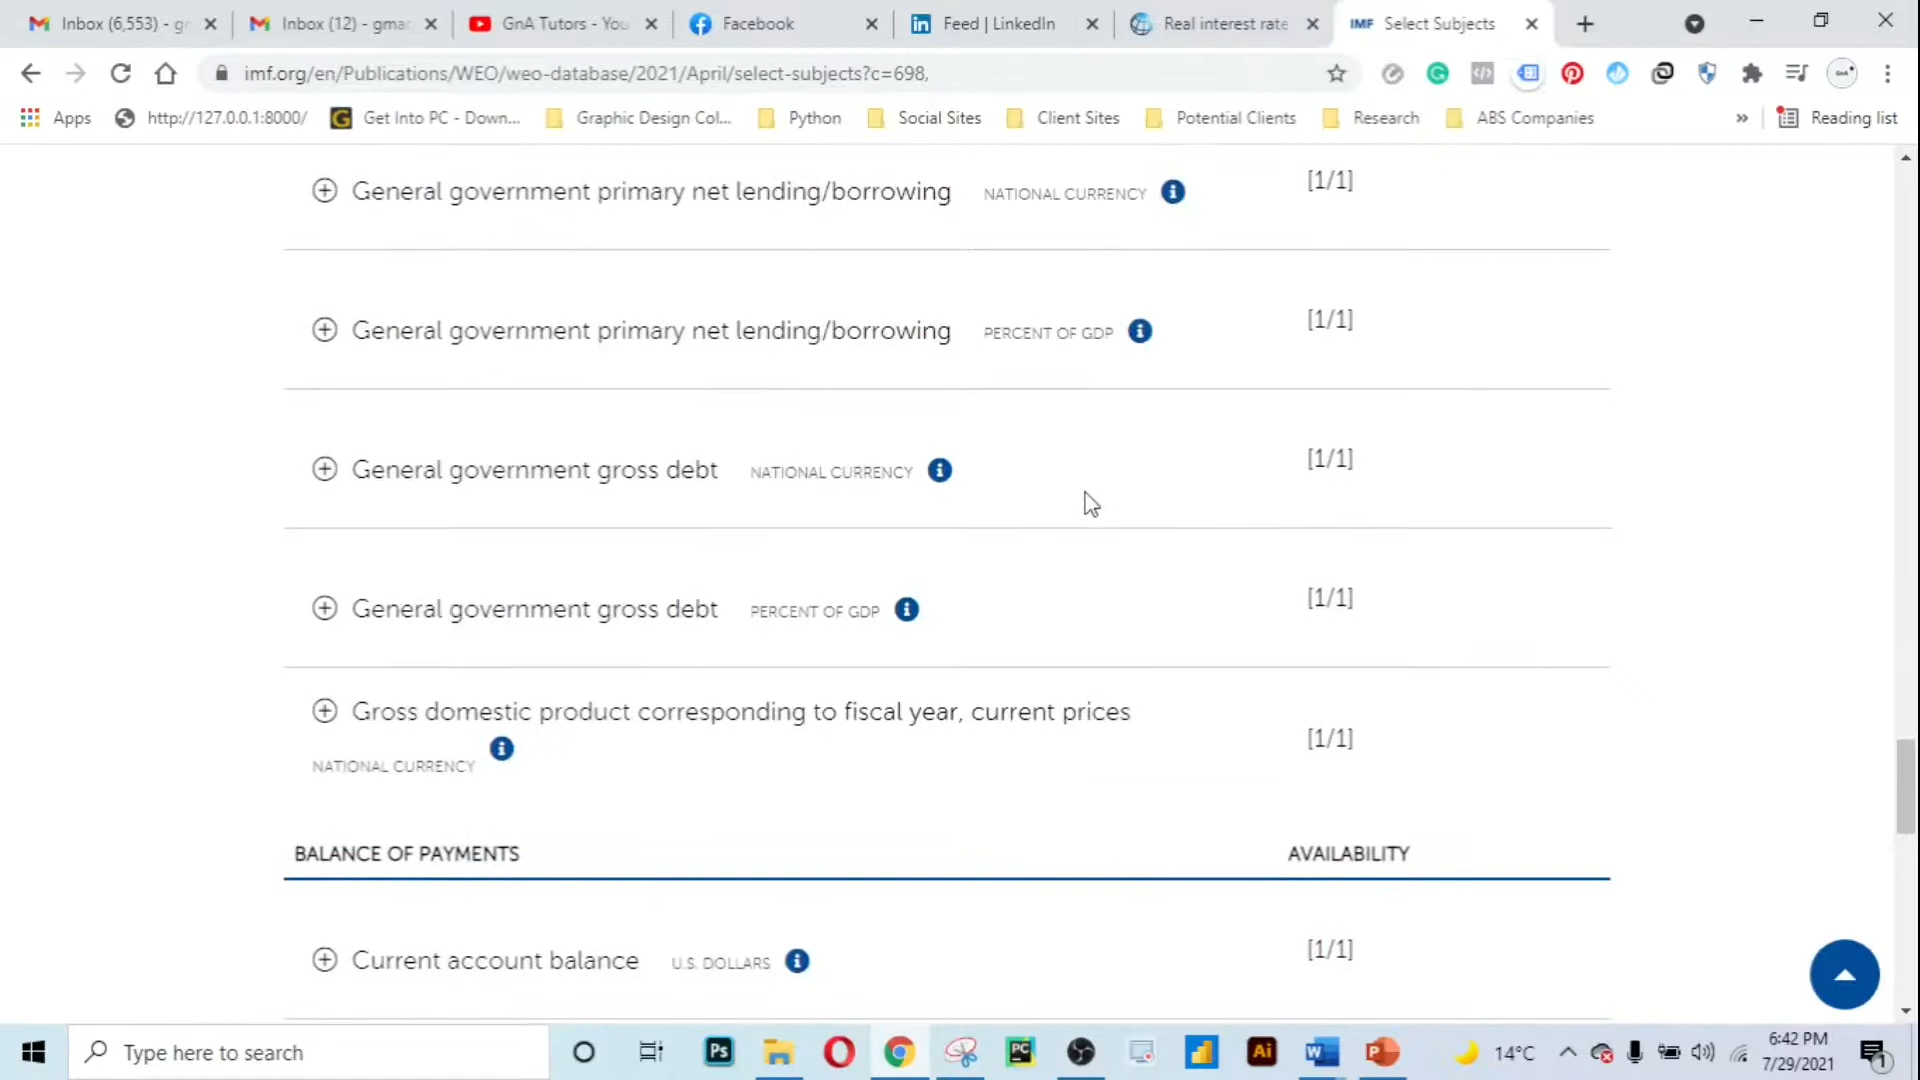 Inbox (6,553) - gr
Inbox (12) - gmai
GnA Tutors - You
Facebook
Feed | LinkedIn
Real interest rate
IMF Select Subjects
imf.org/en/Publications/WEO/weo-database/2021/April/select-subjects?c=698,
Apps
http://127.0.0.1:8000/
Get Into PC - Down...
Graphic Design Col...
Python
Social Sites
Client Sites
Potential Clients
Research
ABS Companies
»
Reading list
General government primary net lending/borrowing NATIONAL CURRENCY [1/1]
General government primary net lending/borrowing PERCENT OF GDP [1/1]
General government gross debt NATIONAL CURRENCY [1/1]
General government gross debt PERCENT OF GDP [1/1]
Gross domestic product corresponding to fiscal year, current prices
NATIONAL CURRENCY [1/1]
BALANCE OF PAYMENTS AVAILABILITY
Current account balance U.S. DOLLARS [1/1]
Type here to search
Ps
PC
Ai
W
P
14°C
6:42 PM
7/29/2021
1